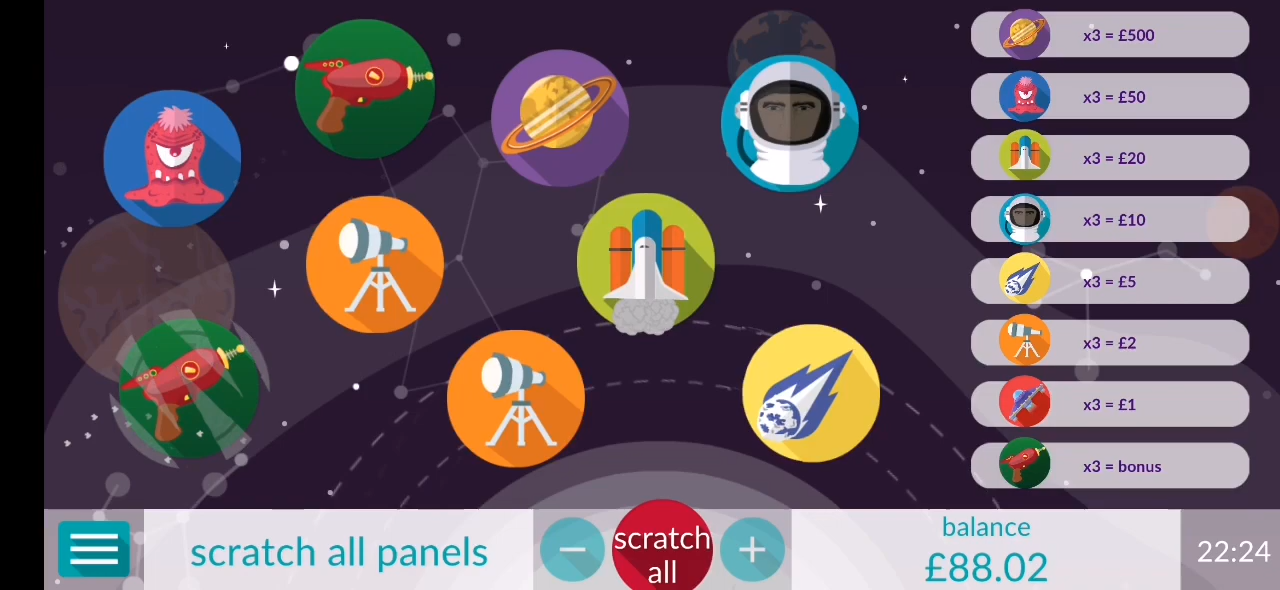 x3 = £500
x3 = £50
x3 = £20
x3 = £10
x3 = £5
x3 = £2
x3 = £1
x3 = bonus
scratch all panels
scratch
all
balance
£88.02
22:24